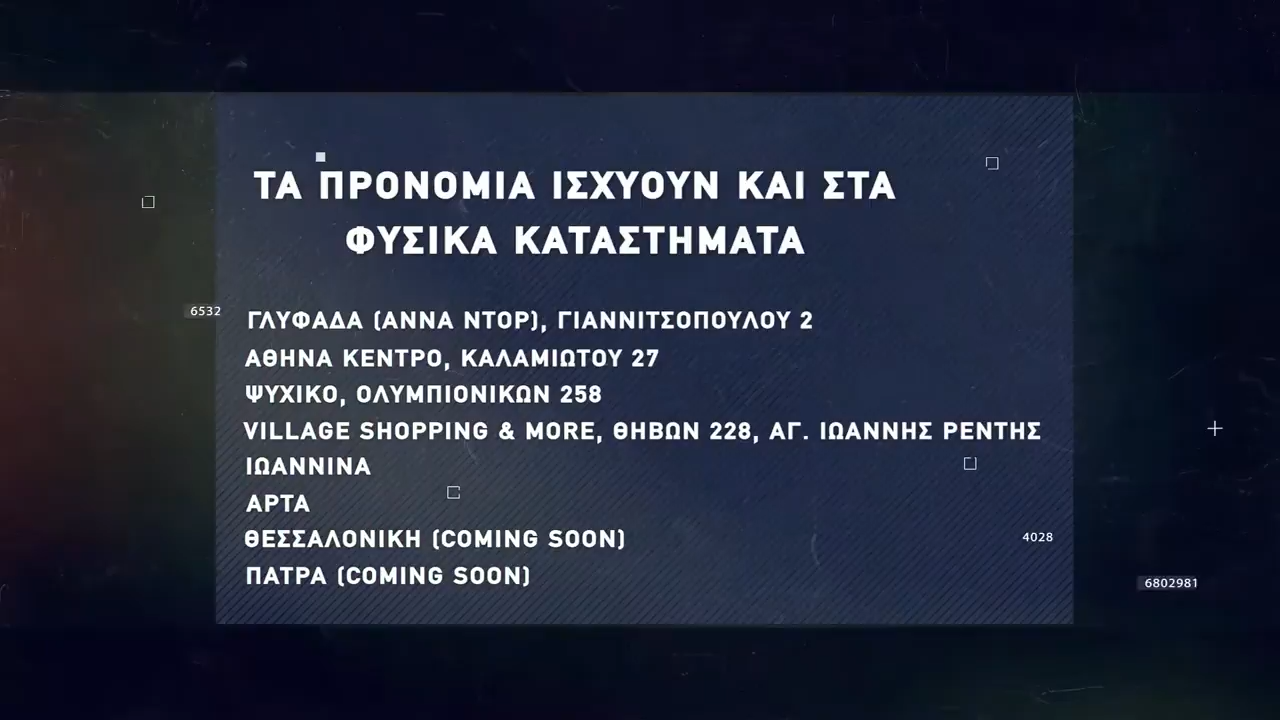 ΤΑ ΠΡΟΝΟΜΙΑ ΙΣΧΥΟΥΝ ΚΑΙ ΣΤΑ
ΦΥΣΙΚΑ ΚΑΤΑΣΤΗΜΑΤΑ
6532
ΓΛΥΦΑΔΑ (ΑΝΝΑ ΝΤΟΡ), ΓΙΑΝΝΙΤΣΟΠΟΥΛΟΥ 2
ΑΘΗΝΑ ΚΕΝΤΡΟ, ΚΑΛΑΜΙΩΤΟΥ 27
ΨΥΧΙΚΟ, ΟΛΥΜΠΙΟΝΙΚΩΝ 258
VILLAGE SHOPPING & MORE, ΘΗΒΩΝ 228, ΑΓ. ΙΩΑΝΝΗΣ ΡΕΝΤΗΣ
ΙΩΑΝΝΙΝΑ
ΑΡΤΑ
ΘΕΣΣΑΛΟΝΙΚΗ (COMING SOON)
4028
ΠΑΤΡΑ (COMING SOON)
6802981